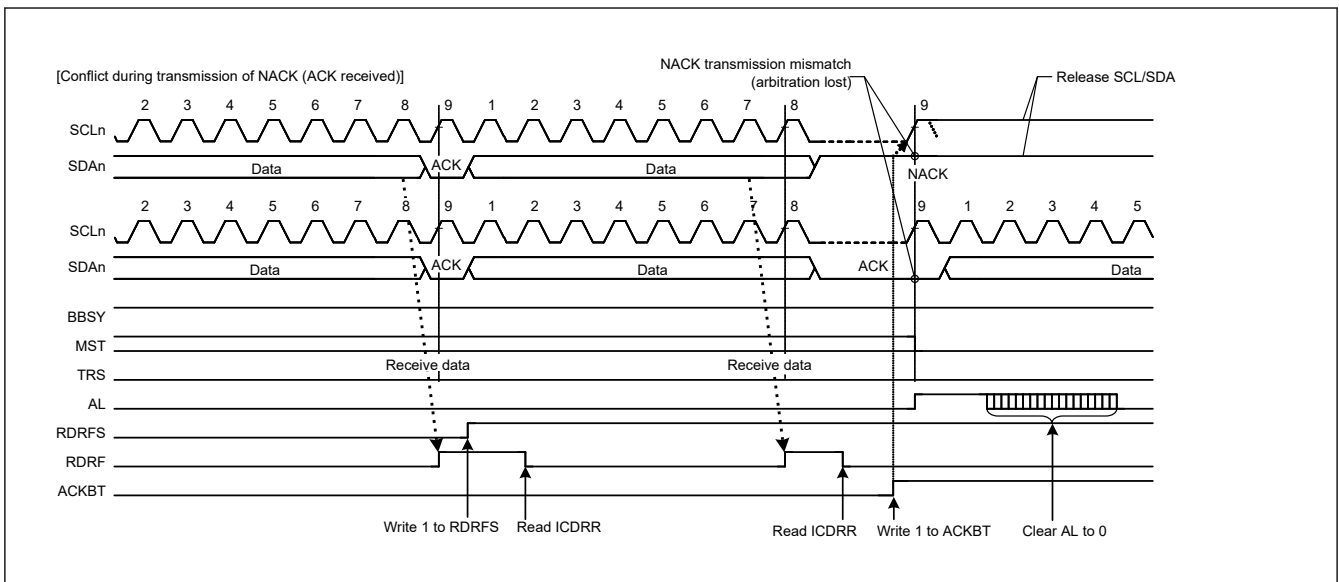 [Conflict during transmission of NACK (ACK received)]
NACK transmission mismatch
(arbitration lost)
Release SCL/SDA
2 3 4 5 6 7 8 9 1 2 3 4 5 6 7 8 9
SCLn
SDAn Data ACK Data NACK
2 3 4 5 6 7 8 9 1 2 3 4 5 6 7 8 9 1 2 3 4 5
SCLn
SDAn Data ACK Data ACK Data
BBSY
MST
Receive data Receive data
TRS
AL
RDRFS
RDRF
ACKBT
Write 1 to RDRFS Read ICDRR Read ICDRR Write 1 to ACKBT Clear AL to 0